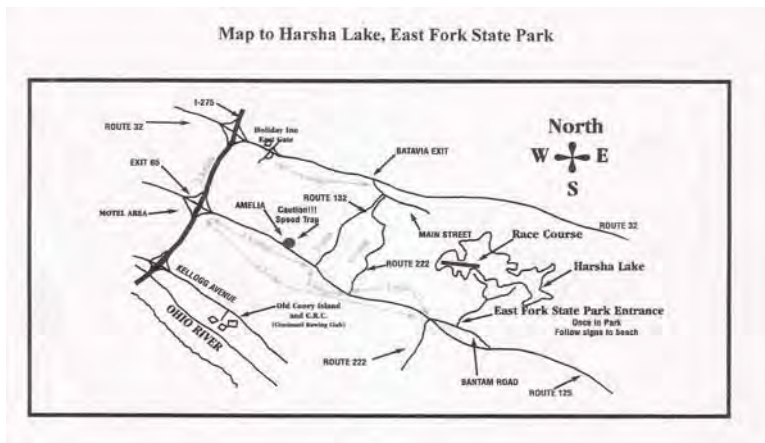 Map to Harsha Lake, East Fork State Park
I-275
ROUTE 32
Holiday Inn
East Gate
North
W E
S
BATAVIA EXIT
EXIT 65
ROUTE 132
AMELIA
Caution!!!
Speed Trap
MOTEL AREA
MAIN STREET
ROUTE 32
Race Course
ROUTE 222
Harsha Lake
KELLOGG AVENUE
Old Coney Island
and C.R.C.
(Cincinnati Rowing Club)
East Fork State Park Entrance
Once in Park
Follow signs to beach
OHIO RIVER
ROUTE 222
BANTAM ROAD
ROUTE 125